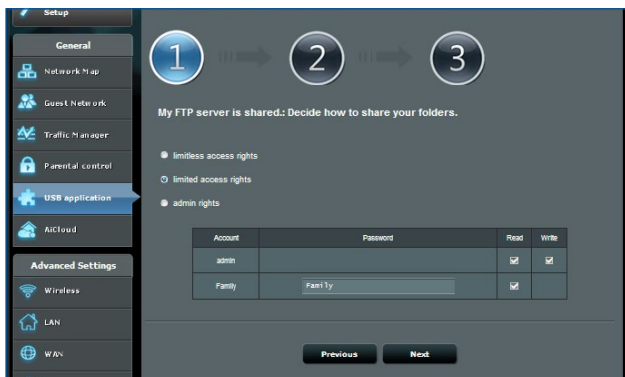 Setup
General
Network Map
Guest Network
Traffic Manager
Parental control
USB application
AiCloud
Advanced Settings
Wireless
LAN
WAN
1 2 3
My FTP server is shared.: Decide how to share your folders.
limitless access rights
limited access rights
admin rights
Account Password Read Write
admin
Family Family
Previous Next